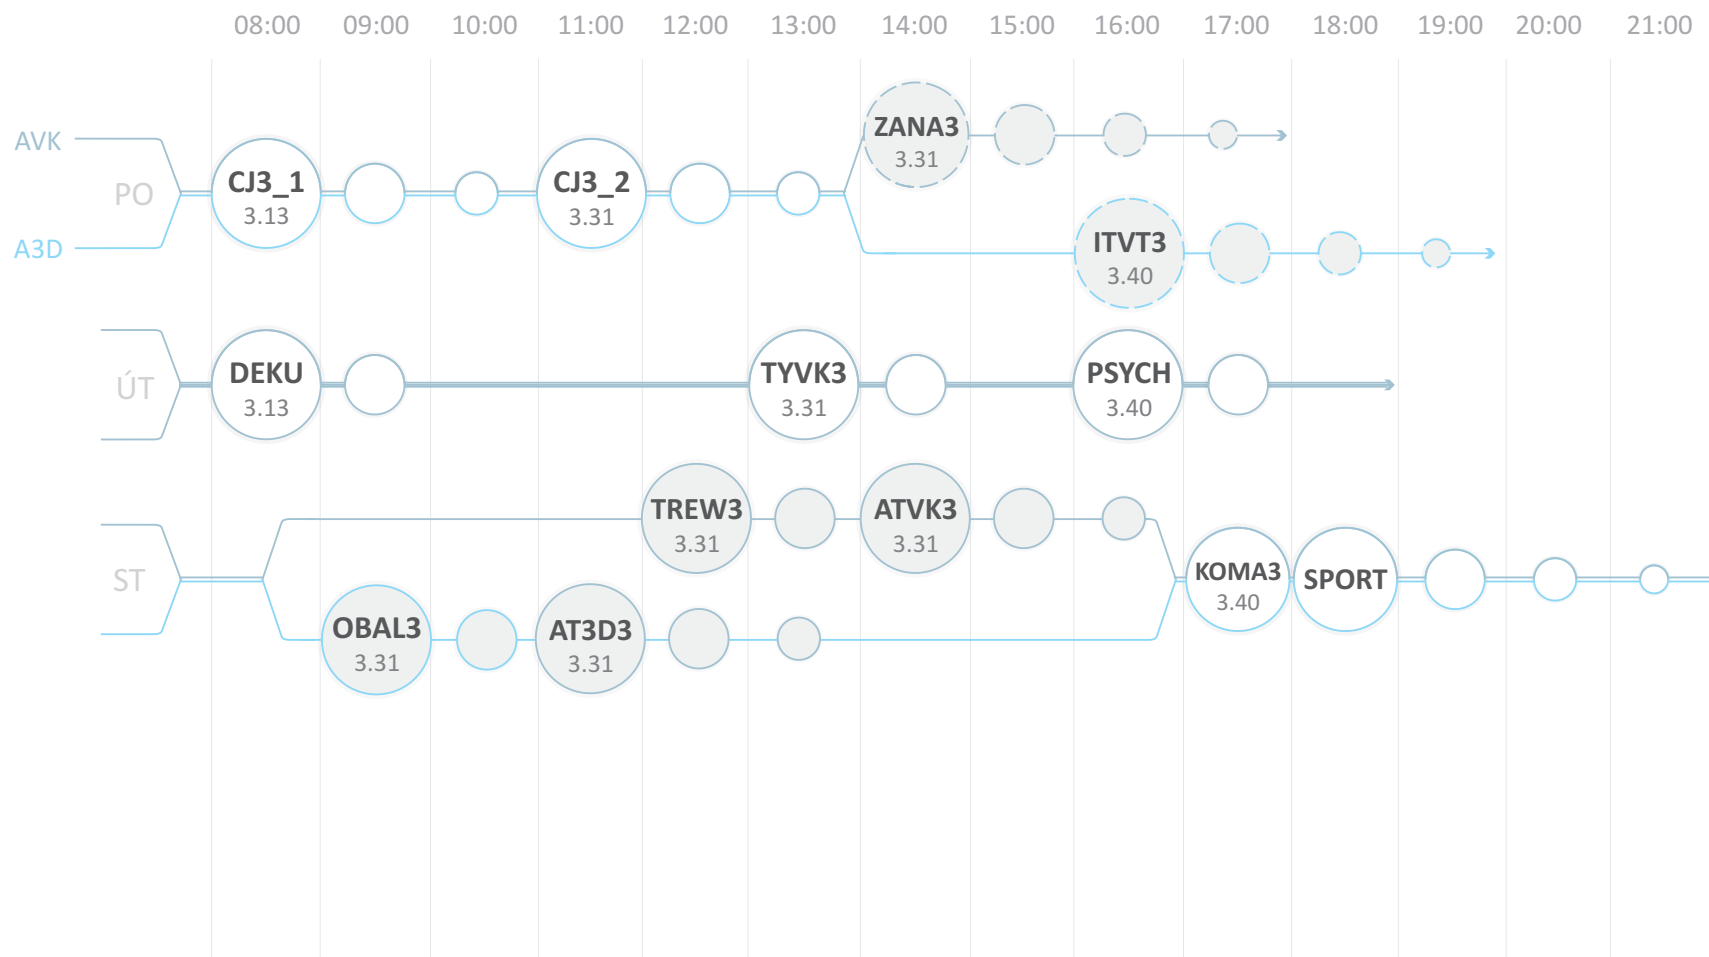 08:00 09:00 10:00 11:00 12:00 13:00 14:00 15:00 16:00 17:00 18:00 19:00 20:00 21:00
AVK
PO
A3D
CJ3_1
3.13
CJ3_2
3.31
ZANA3
3.31
ITVT3
3.40
ÚT
DEKU
3.13
TYVK3
3.31
PSYCH
3.40
ST
TREW3
3.31
ATVK3
3.31
OBAL3
3.31
AT3D3
3.31
KOMA3
3.40
SPORT